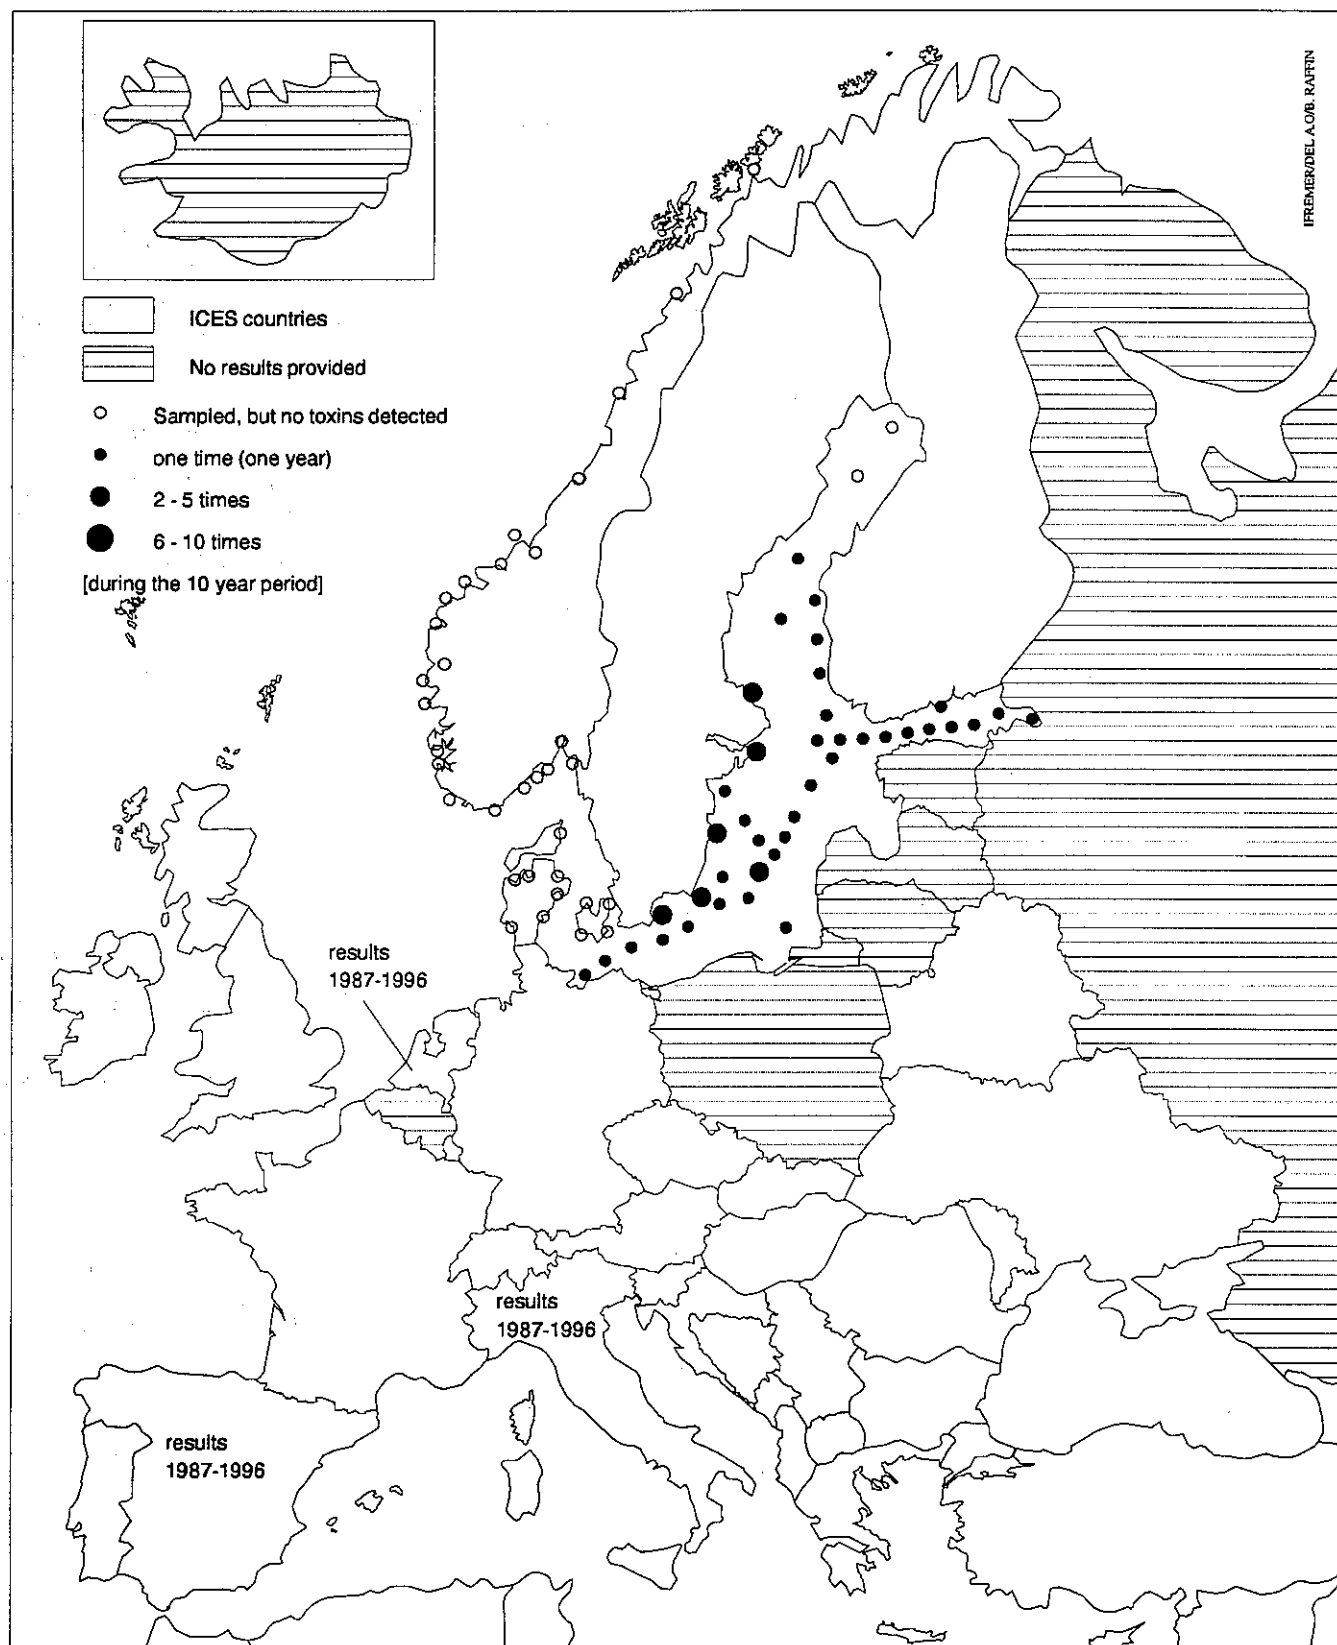 IFREMER/DEL A.O/B. RAFFIN
ICES countries
No results provided
Sampled, but no toxins detected
one time (one year)
2 - 5 times
6 - 10 times
[during the 10 year period]
results
1987-1996
results
1987-1996
results
1987-1996